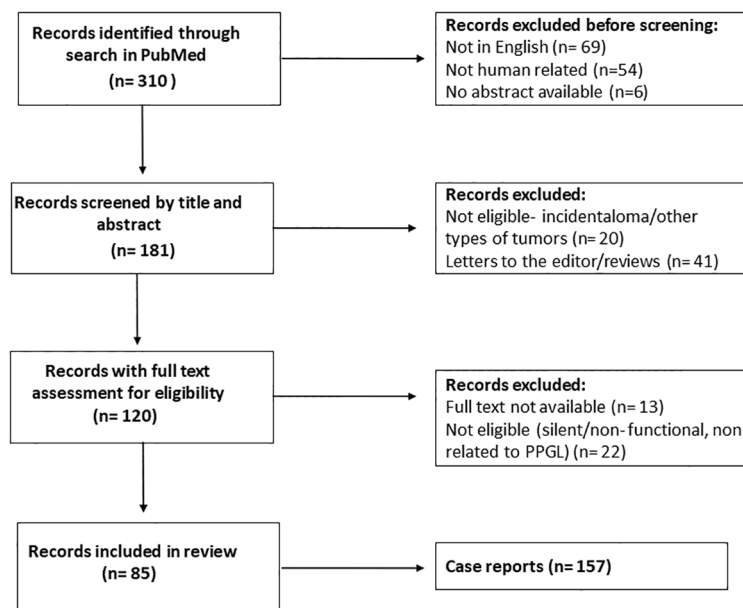 Records identified through
search in PubMed
(n= 310 )
Records excluded before screening:
Not in English (n= 69)
Not human related (n=54)
No abstract available (n=6)
Records screened by title and
abstract
(n= 181)
Records excluded:
Not eligible- incidentaloma/other
types of tumors (n= 20)
Letters to the editor/reviews (n= 41)
Records with full text
assessment for eligibility
(n= 120)
Records excluded:
Full text not available (n= 13)
Not eligible (silent/non-functional, non
related to PPGL) (n= 22)
Records included in review
(n= 85)
Case reports (n= 157)